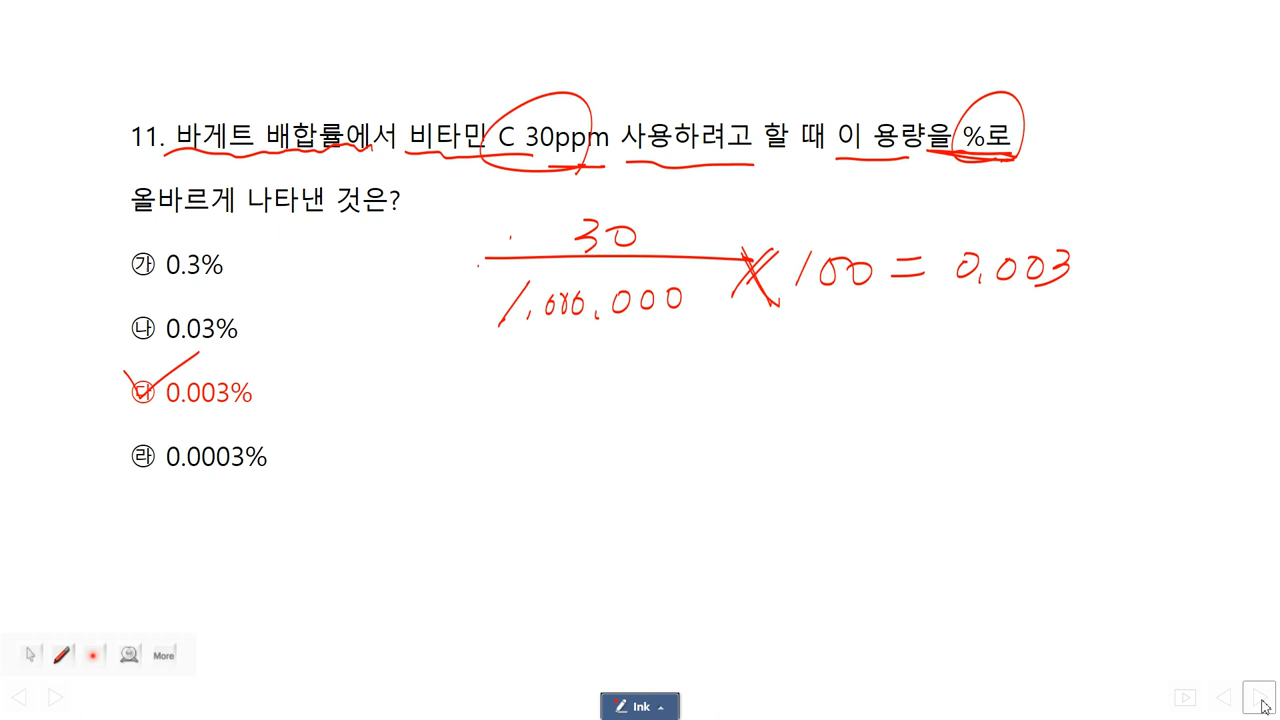 11. 바게트 배합률에서 비타민 C 30ppm 사용하려고 할 때 이 용량을 %로
올바르게 나타낸 것은?
30
1,000,000 X 100 = 0.003
㉮ 0.3%
㉯ 0.03%
㉰ 0.003%
㉱ 0.0003%
More
Ink